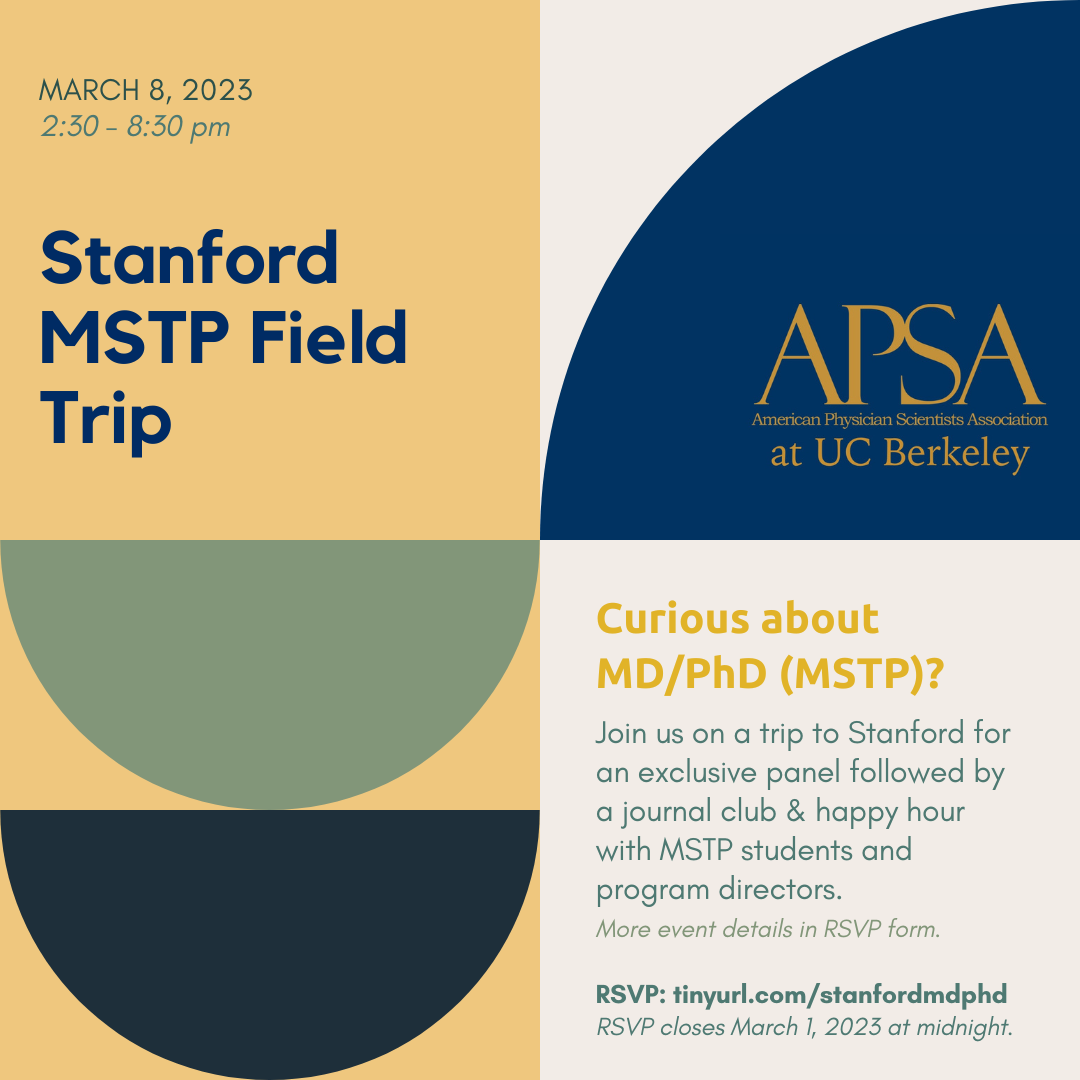 MARCH 8, 2023
2:30 - 8:30 pm
Stanford
MSTP Field
Trip
APSA
American Physician Scientists Association
at UC Berkeley
Curious about
MD/PhD (MSTP)?
Join us on a trip to Stanford for
an exclusive panel followed by
a journal club & happy hour
with MSTP students and
program directors.
More event details in RSVP form.
RSVP: tinyurl.com/stanfordmdphd
RSVP closes March 1, 2023 at midnight.